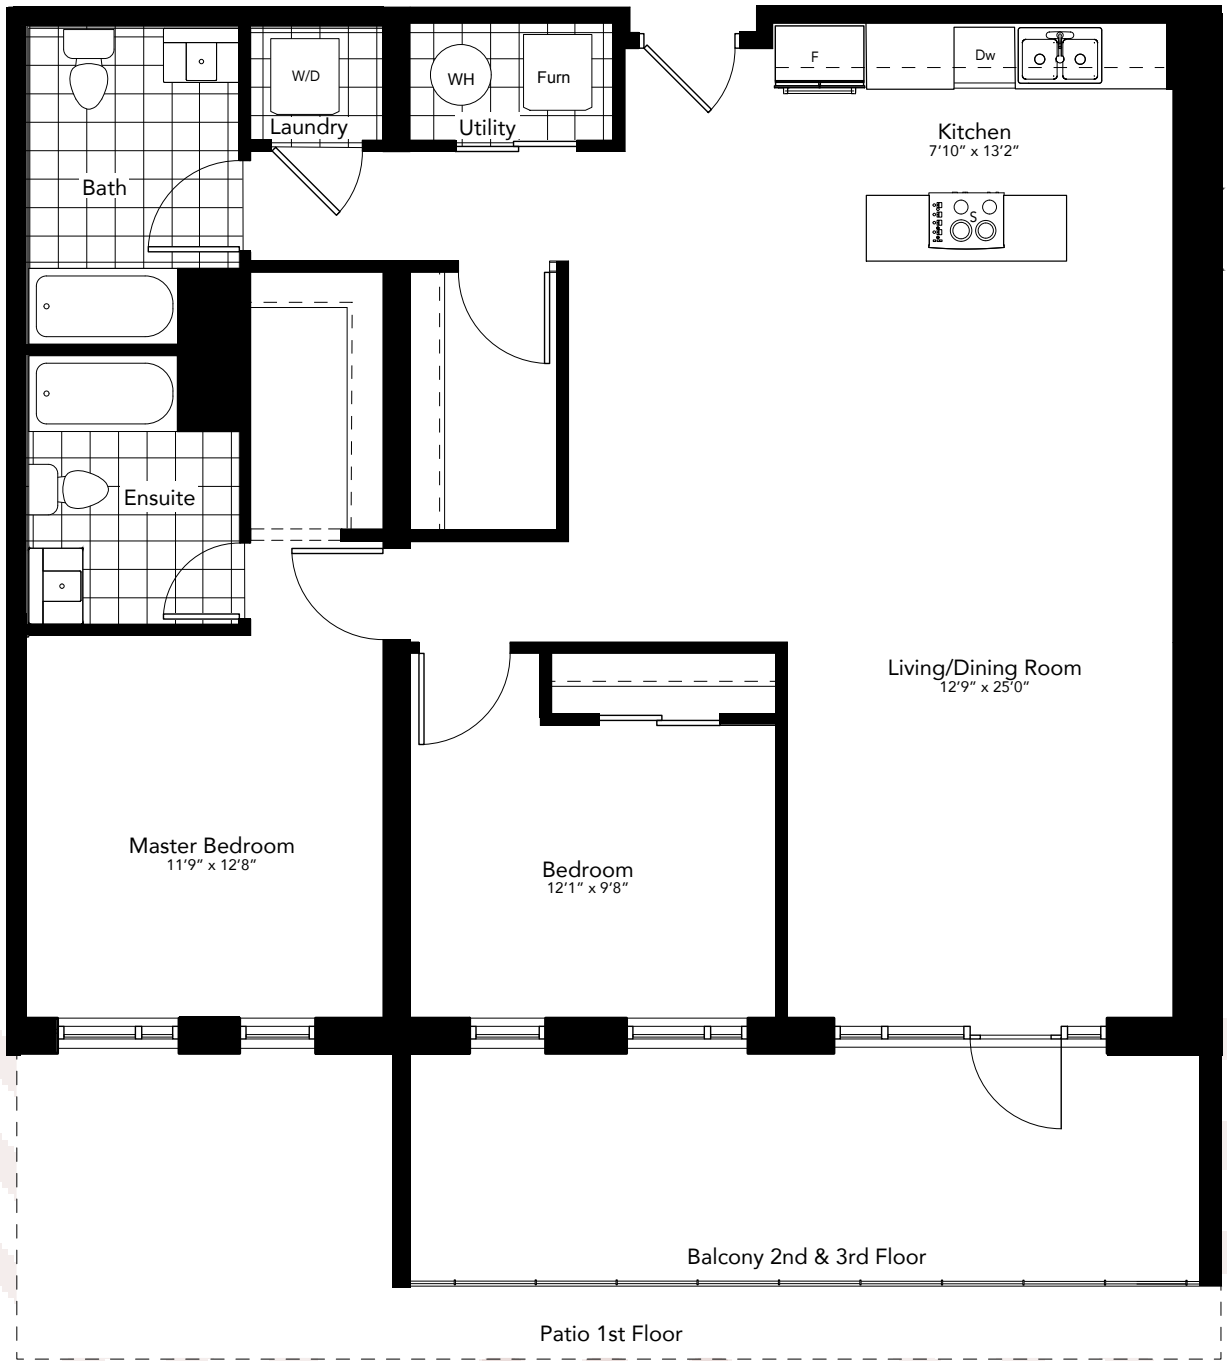 F
Dw
W/D
WH
Furn
Laundry
Utility
Kitchen
7'10" x 13'2"
Bath
S
Ensuite
Living/Dining Room
12'9" x 25'0"
Master Bedroom
11'9" x 12'8"
Bedroom
12'1" x 9'8"
Balcony 2nd & 3rd Floor
Patio 1st Floor